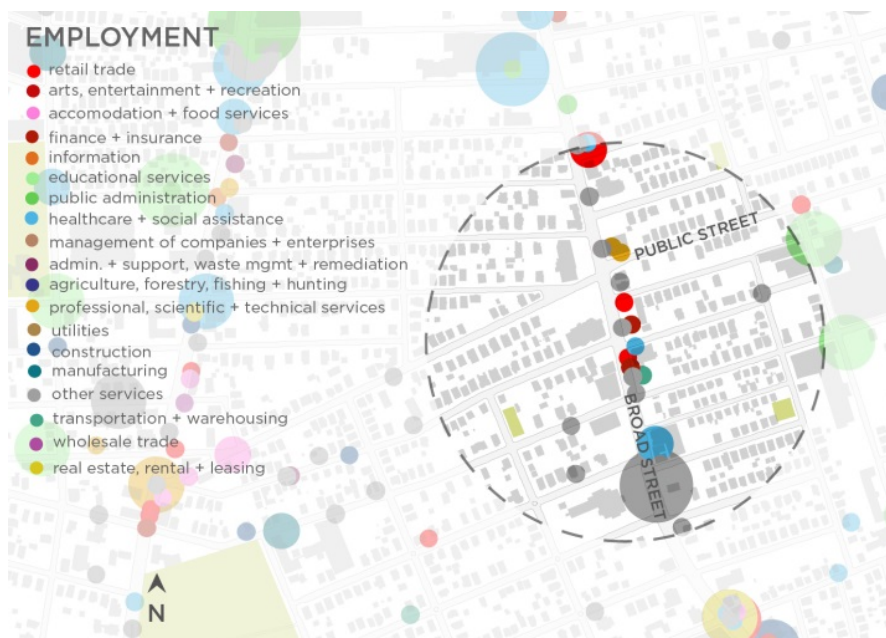 EMPLOYMENT
retail trade
arts, entertainment + recreation
accomodation + food services
finance + insurance
information
educational services
public administration
healthcare + social assistance
management of companies + enterprises
admin. + support, waste mgmt + remediation
agriculture, forestry, fishing + hunting
professional, scientific + technical services
utilities
construction
manufacturing
other services
transportation + warehousing
wholesale trade
real estate, rental + leasing
PUBLIC STREET
BROAD STREET
N